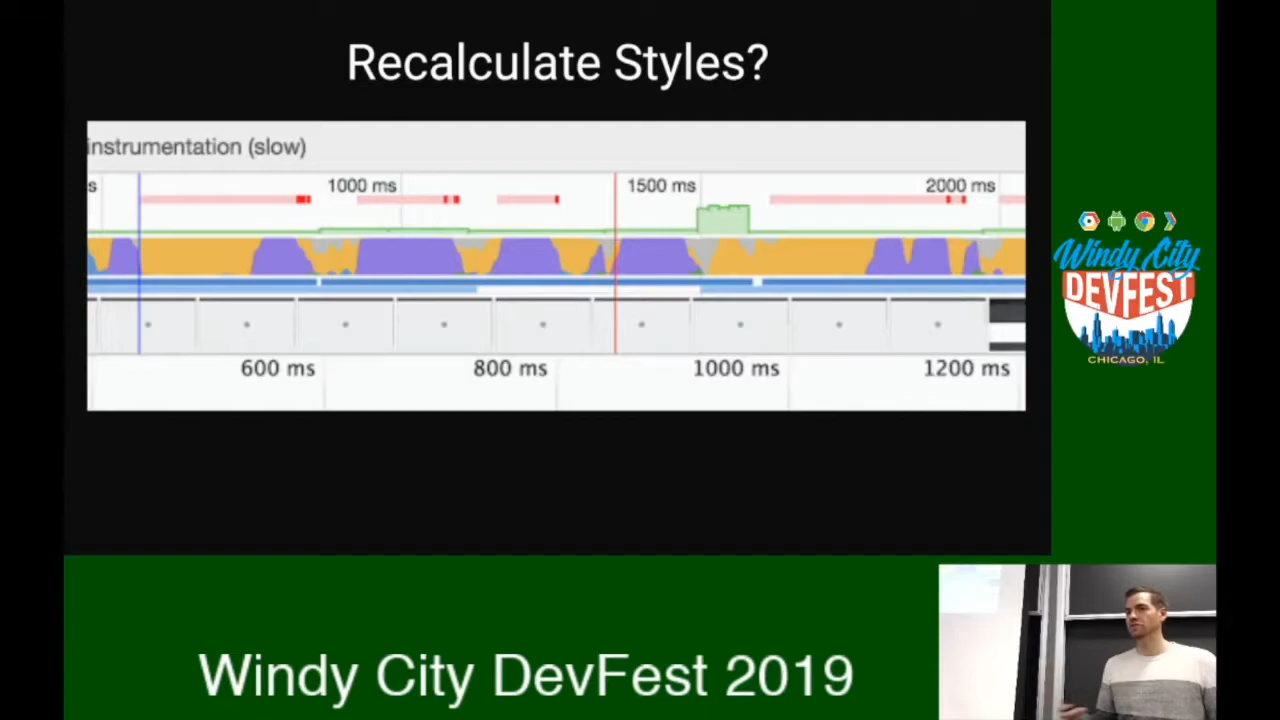 Recalculate Styles?
instrumentation (slow)
s 1000 ms 1500 ms 2000 ms
600 ms 800 ms 1000 ms 1200 ms
Windy City
DEVFEST
CHICAGO, IL
Windy City DevFest 2019